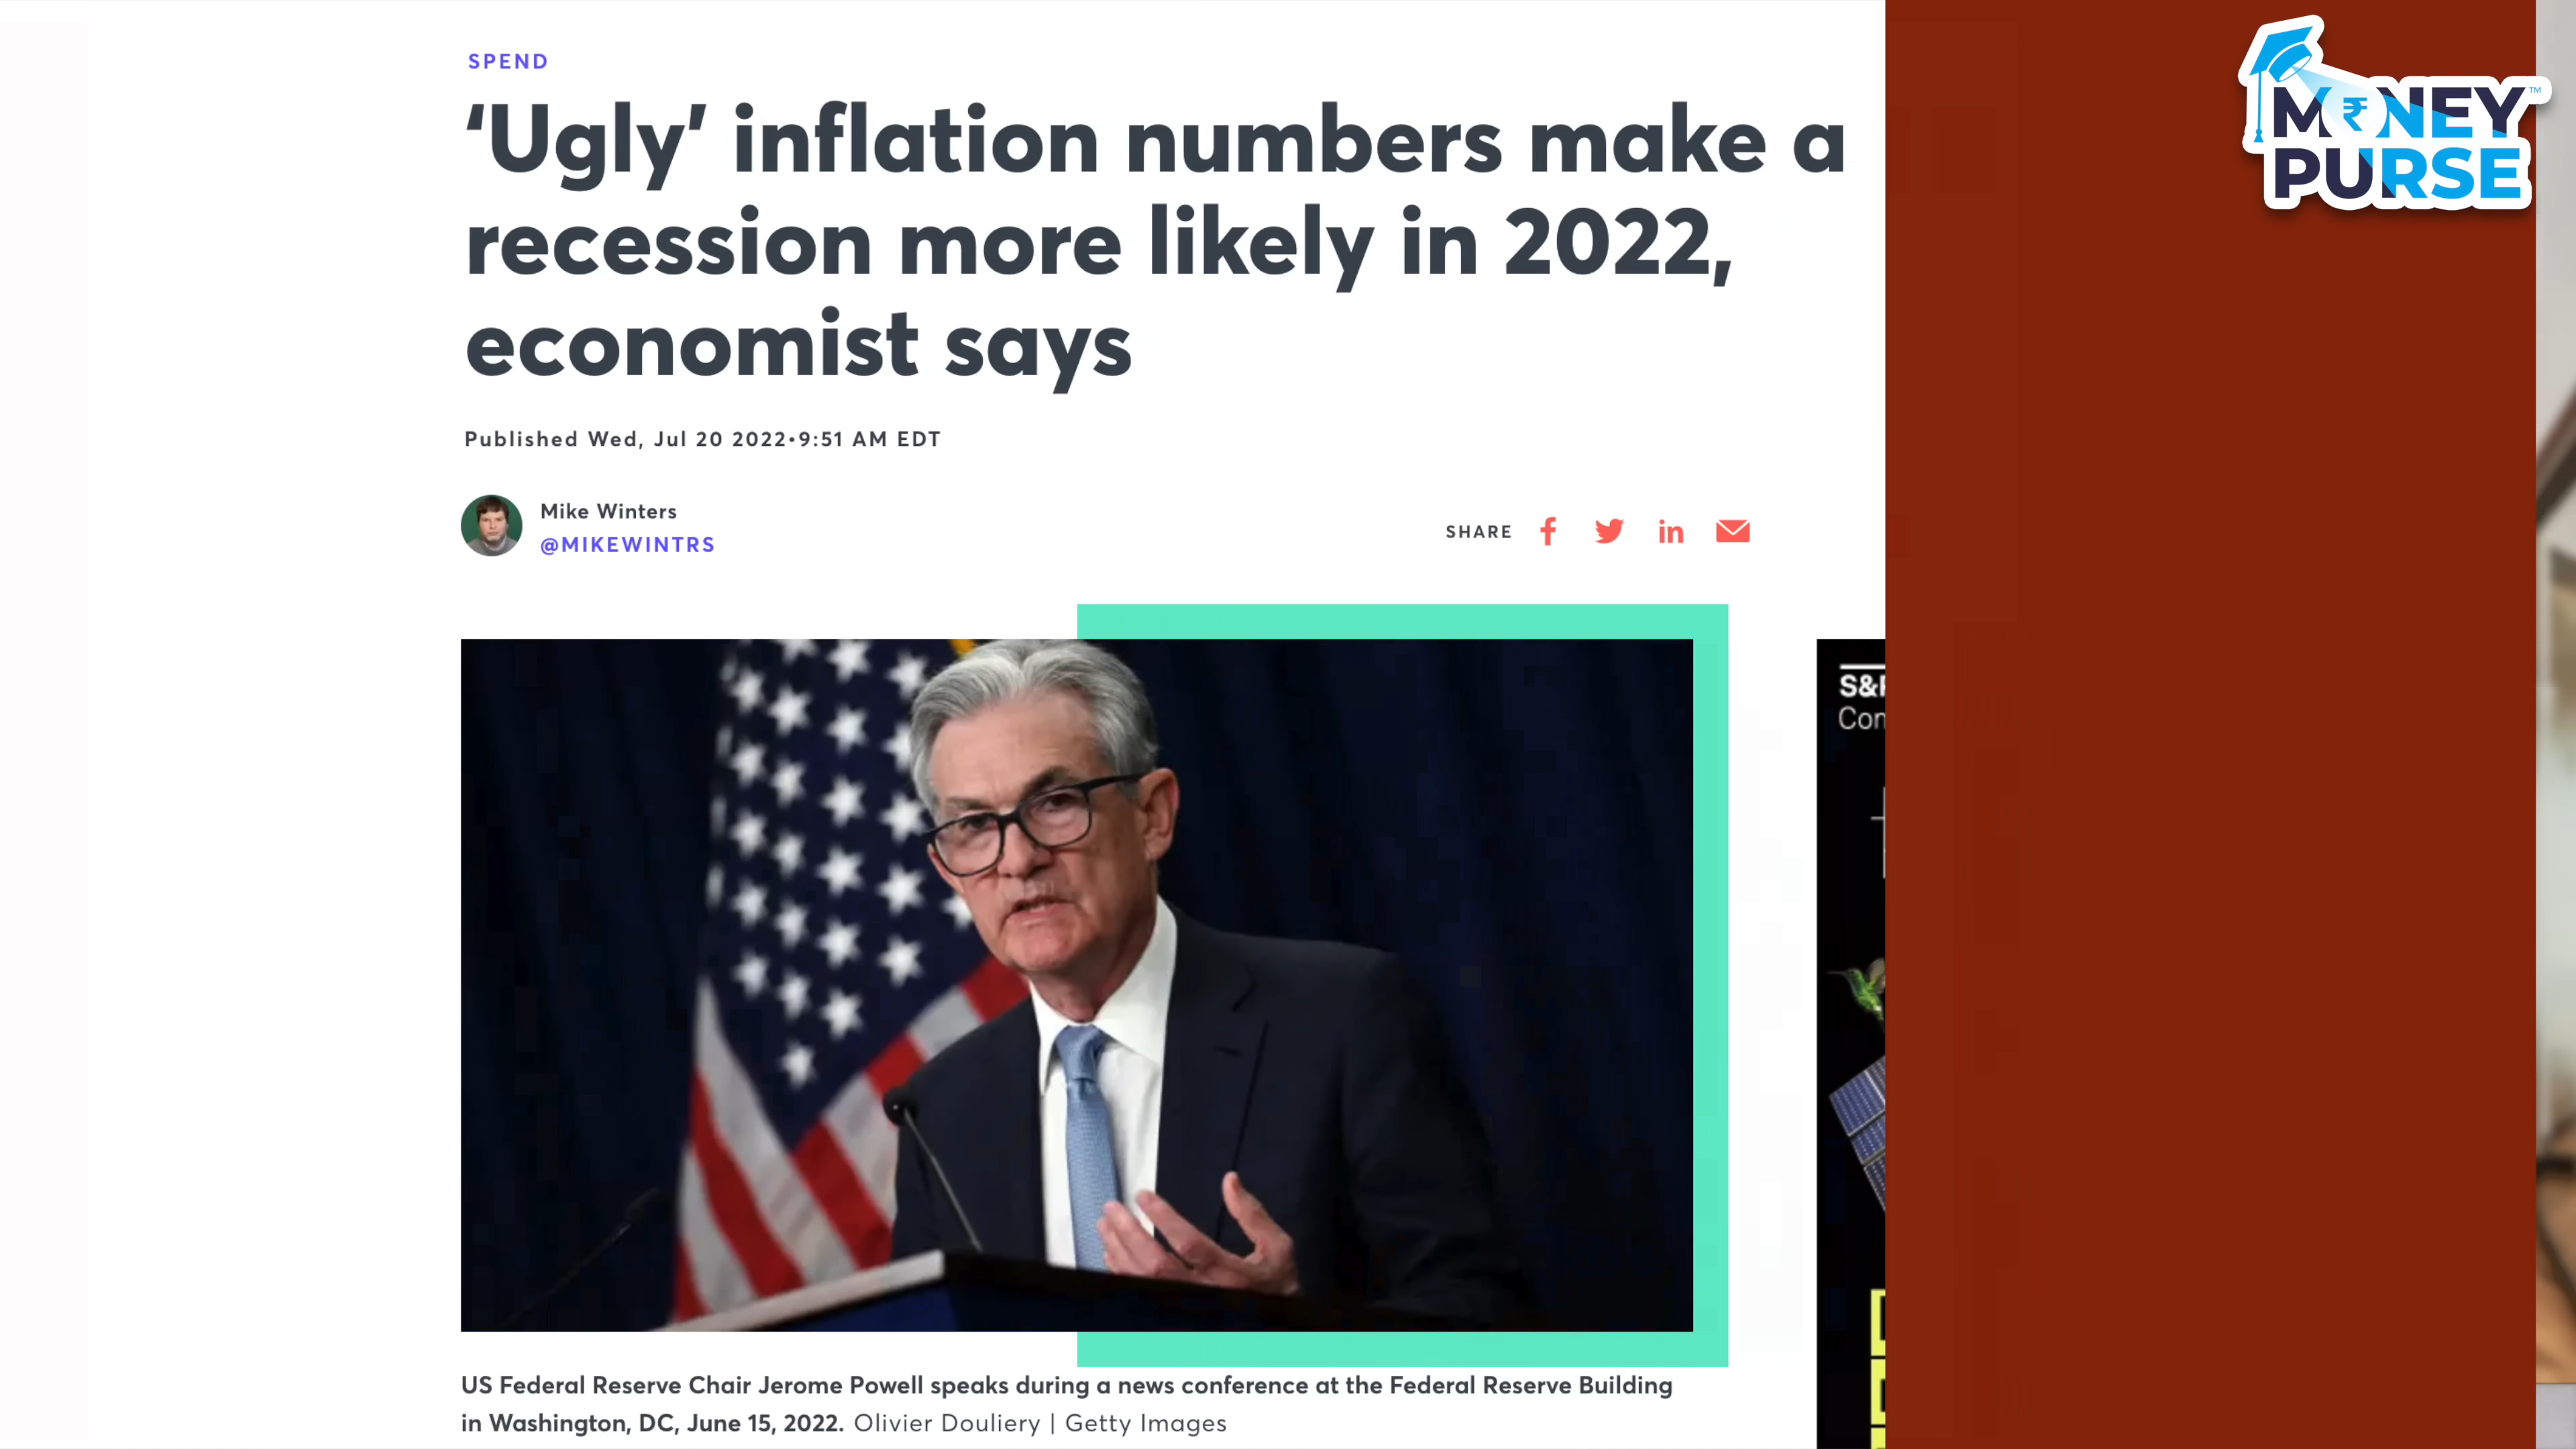 SPEND
‘Ugly’ inflation numbers make a
recession more likely in 2022,
economist says
Published Wed, Jul 20 2022•9:51 AM EDT
Mike Winters
@MIKEWINTRS
SHARE
US Federal Reserve Chair Jerome Powell speaks during a news conference at the Federal Reserve Building
in Washington, DC, June 15, 2022. Olivier Douliery | Getty Images
M₹NEY™
PURSE